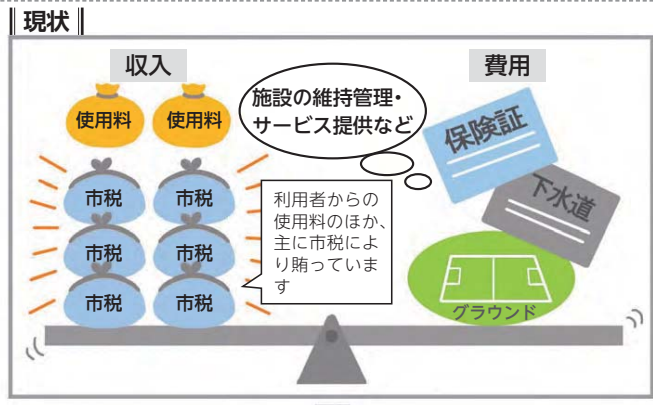 現状
収入
費用
使用料
使用料
施設の維持管理・
サービス提供など
保険証
下水道
市税
市税
利用者からの
使用料のほか、
主に市税によ
り賄っていま
す
市税
市税
市税
市税
グラウンド